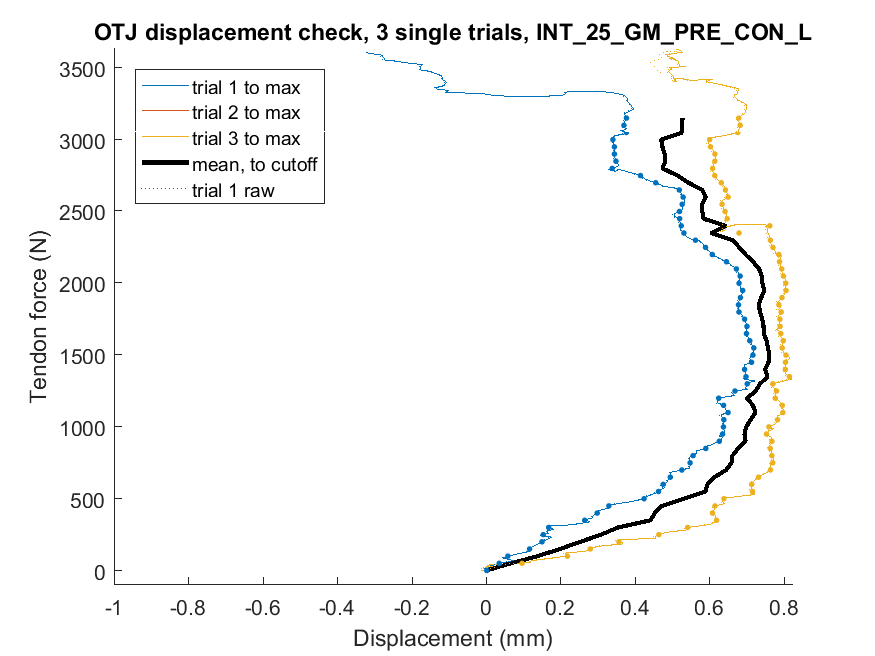 OTJ displacement check, 3 single trials, INT_25_GM_PRE_CON_L
trial 1 to max
trial 2 to max
trial 3 to max
mean, to cutoff
trial 1 raw
Tendon force (N)
3500
3000
2500
2000
1500
1000
500
0
-1 -0.8 -0.6 -0.4 -0.2 0 0.2 0.4 0.6 0.8
Displacement (mm)